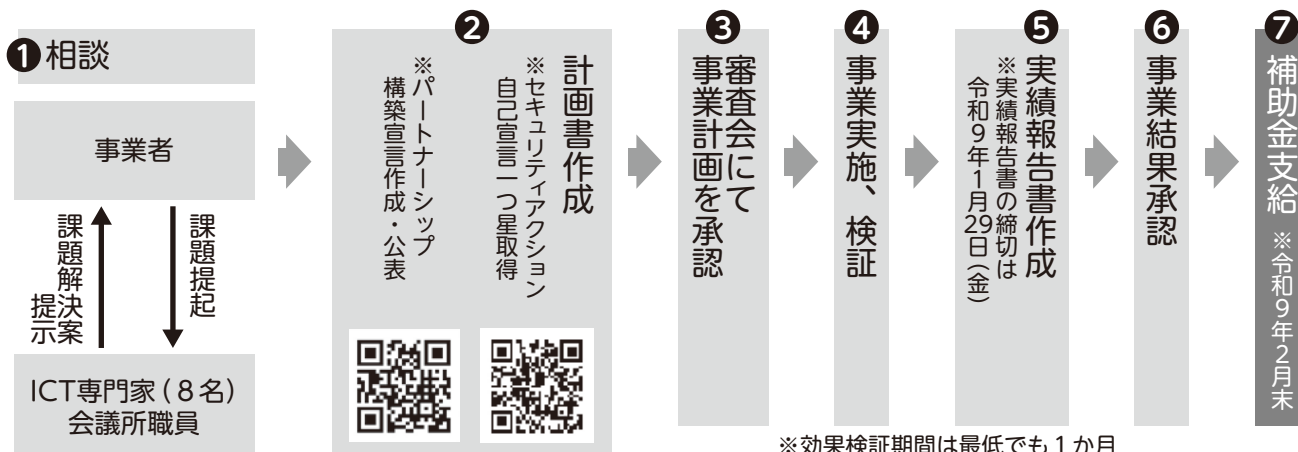 ❶相談
事業者
課題解決案
提示
課題提起
ICT専門家(8名)
会議所職員
❷
計画書作成
※セキュリティアクション
自己宣言一つ星取得
※パートナーシップ
構築宣言作成・公表
❸
審査会にて
事業計画を承認
❹
事業実施、検証
❺
実績報告書作成
※実績報告書の締切は
令和9年1月29日(金)
❻
事業結果承認
❼
補助金支給 ※令和9年2月末
※効果検証期間は最低でも1か月